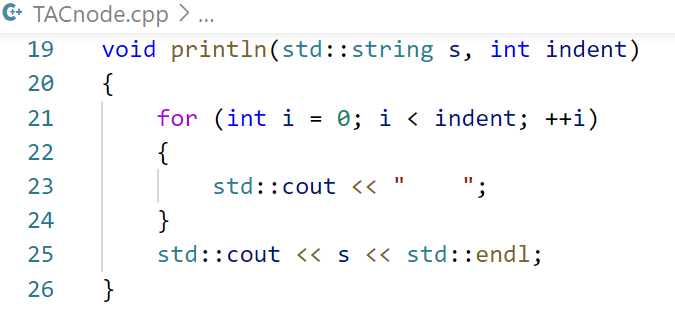 TACnode.cpp > ...
19 void println(std::string s, int indent)
20 {
21     for (int i = 0; i < indent; ++i)
22     {
23         std::cout << "    ";
24     }
25     std::cout << s << std::endl;
26 }